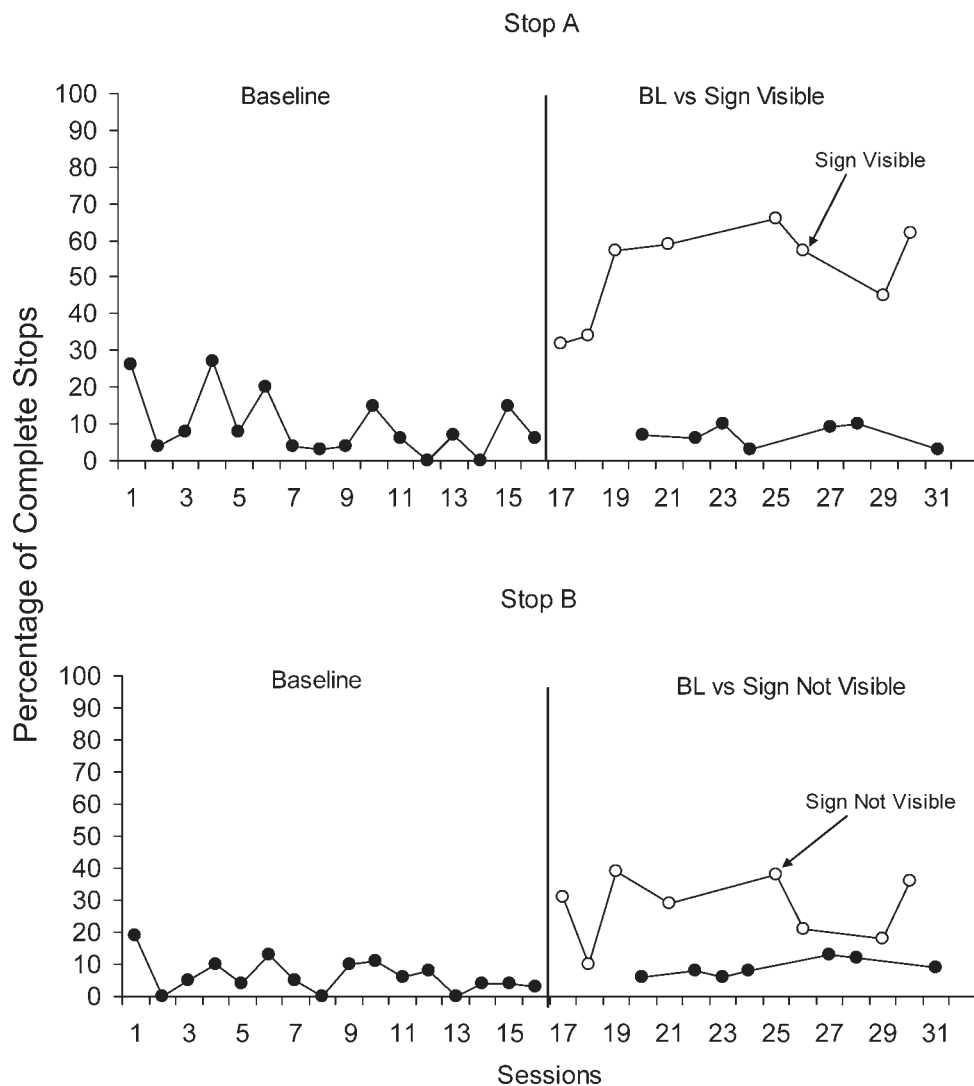 Stop A
Baseline
BL vs Sign Visible
Sign Visible
100
90
80
70
60
50
40
30
20
10
0
1 3 5 7 9 11 13 15 17 19 21 23 25 27 29 31
Percentage of Complete Stops
Stop B
Baseline
BL vs Sign Not Visible
Sign Not Visible
100
90
80
70
60
50
40
30
20
10
0
1 3 5 7 9 11 13 15 17 19 21 23 25 27 29 31
Sessions